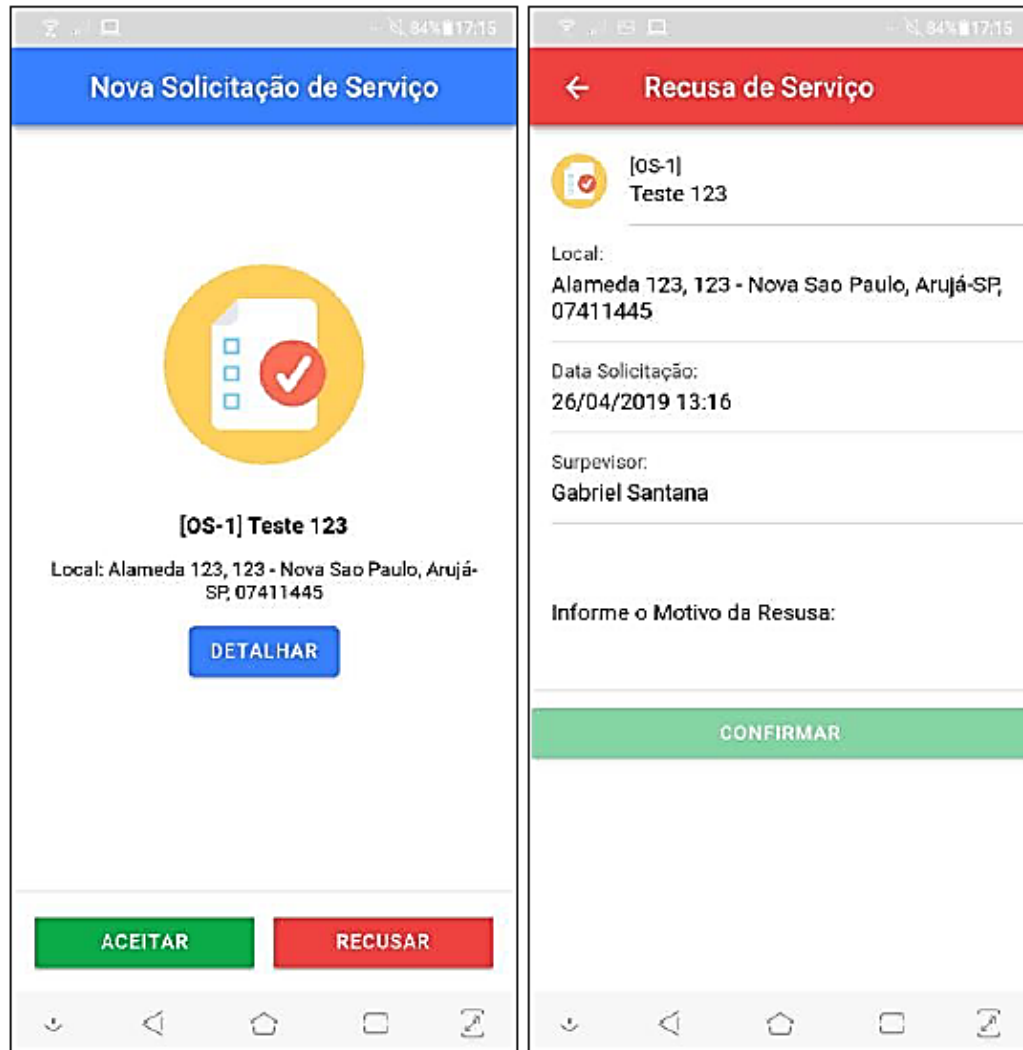 84% 17:15
Nova Solicitação de Serviço
[OS-1] Teste 123
Local: Alameda 123, 123 - Nova Sao Paulo, Arujá-
SP, 07411445
DETALHAR
ACEITAR
RECUSAR
84% 17:15
Recusa de Serviço
[OS-1]
Teste 123
Local:
Alameda 123, 123 - Nova Sao Paulo, Arujá-SP,
07411445
Data Solicitação:
26/04/2019 13:16
Surpevisor:
Gabriel Santana
Informe o Motivo da Resusa:
CONFIRMAR